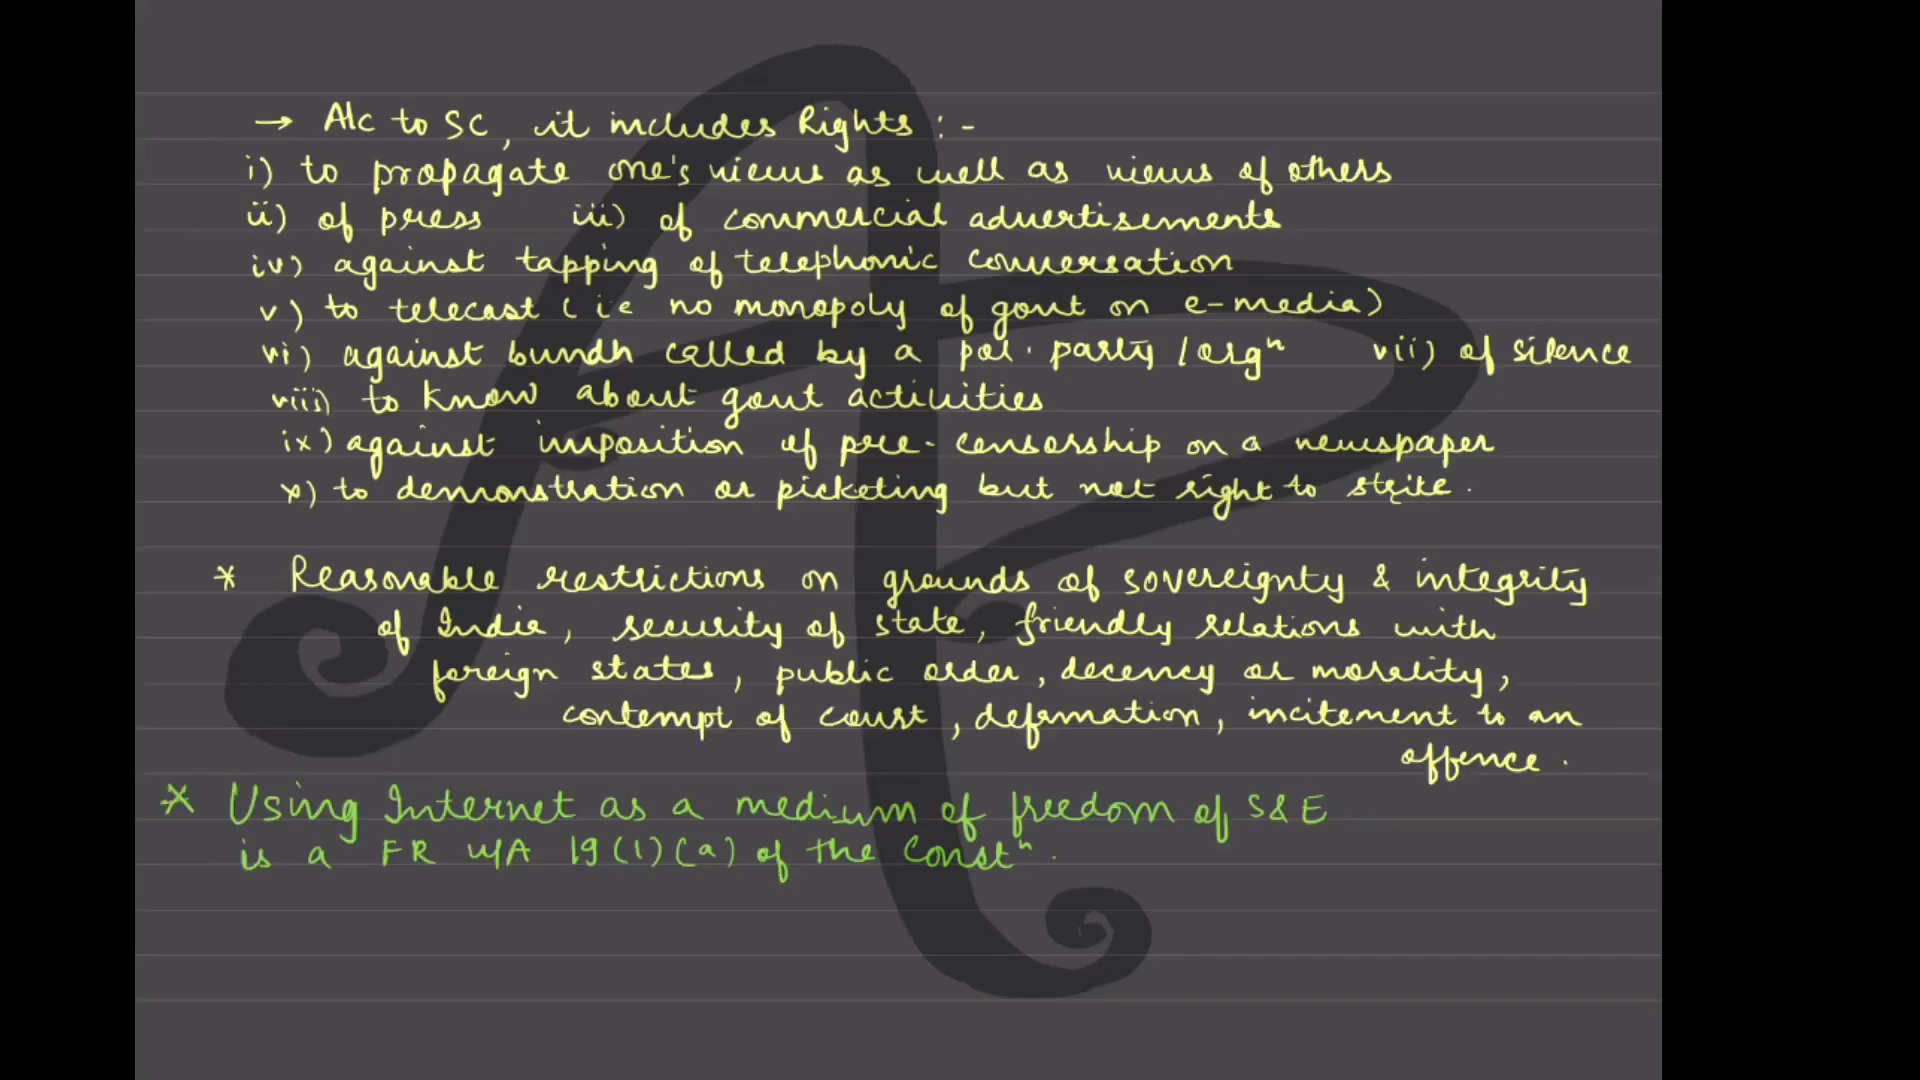 → A/c to SC, it includes Rights :-
i) to propagate one's views as well as views of others
ii) of press iii) of commercial advertisements
iv) against tapping of telephonic conversation
v) to telecast (ie no monopoly of govt on e-media)
vi) against bundh called by a pol. party / orgⁿ vii) of silence
viii) to know about govt activities
ix) against imposition of pre-censorship on a newspaper
x) to demonstration or picketing but not right to strike.
* Reasonable restrictions on grounds of sovereignty & integrity
of India, security of state, friendly relations with
foreign states, public order, decency or morality,
contempt of court, defamation, incitement to an
offence.
* Using Internet as a medium of freedom of S&E
is a FR u/A 19(1)(a) of the Constⁿ.